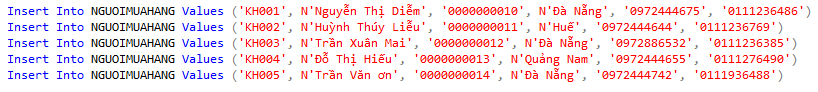 Insert Into NGUOIMUAHANG Values ('KH001', N'Nguyễn Thị Diễm', '0000000010', N'Đà Nẵng', '0972444675', '0111236486')
Insert Into NGUOIMUAHANG Values ('KH002', N'Huỳnh Thúy Liễu', '0000000011', N'Huế', '0972444644', '0111236769')
Insert Into NGUOIMUAHANG Values ('KH003', N'Trần Xuân Mai', '0000000012', N'Đà Nẵng', '0972886532', '0111236385')
Insert Into NGUOIMUAHANG Values ('KH004', N'Đỗ Thị Hiếu', '0000000013', N'Quảng Nam', '0972444655', '0111276490')
Insert Into NGUOIMUAHANG Values ('KH005', N'Trần Văn ơn', '0000000014', N'Đà Nẵng', '0972444742', '0111936488')